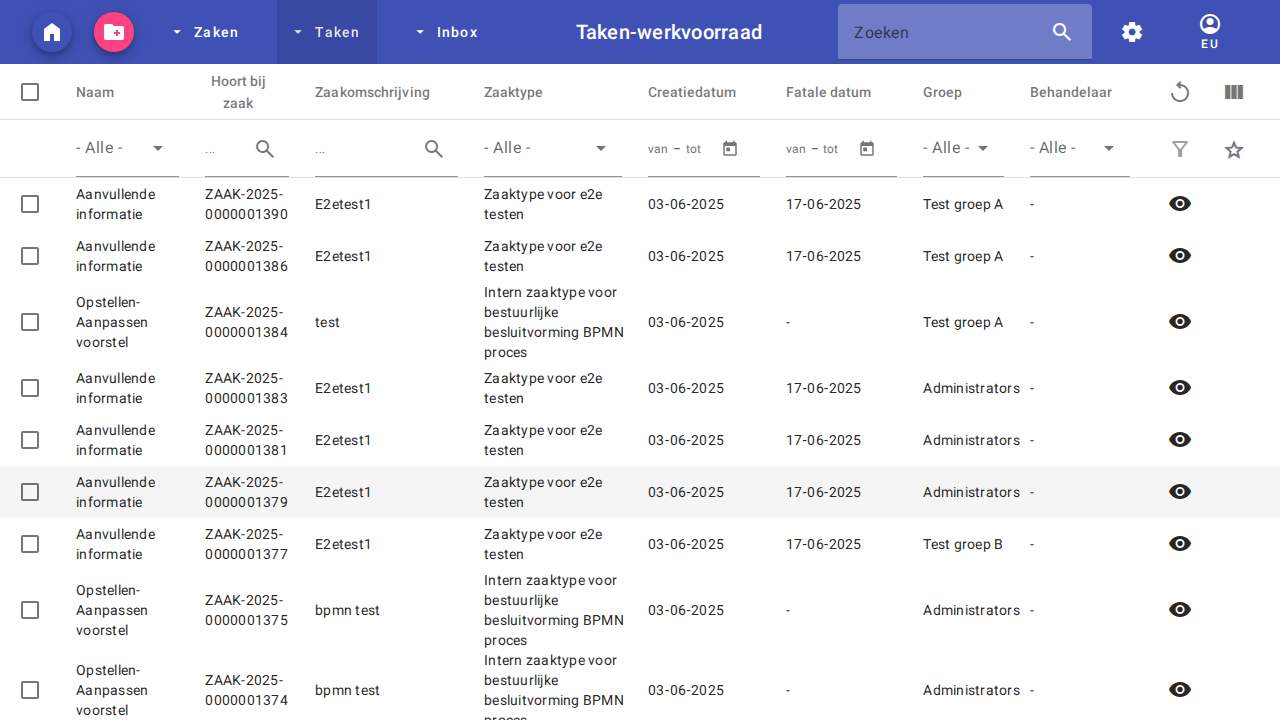 Zaken Taken Inbox Taken-werkvoorraad Zoeken EU
Naam Hoort bij zaak Zaakomschrijving Zaaktype Creatiedatum Fatale datum Groep Behandelaar
- Alle - ... ... - Alle - van – tot van – tot - Alle - - Alle -
Aanvullende informatie ZAAK-2025-0000001390 E2etest1 Zaaktype voor e2e testen 03-06-2025 17-06-2025 Test groep A -
Aanvullende informatie ZAAK-2025-0000001386 E2etest1 Zaaktype voor e2e testen 03-06-2025 17-06-2025 Test groep A -
Opstellen-Aanpassen voorstel ZAAK-2025-0000001384 test Intern zaaktype voor bestuurlijke besluitvorming BPMN proces 03-06-2025 - Test groep A -
Aanvullende informatie ZAAK-2025-0000001383 E2etest1 Zaaktype voor e2e testen 03-06-2025 17-06-2025 Administrators -
Aanvullende informatie ZAAK-2025-0000001381 E2etest1 Zaaktype voor e2e testen 03-06-2025 17-06-2025 Administrators -
Aanvullende informatie ZAAK-2025-0000001379 E2etest1 Zaaktype voor e2e testen 03-06-2025 17-06-2025 Administrators -
Aanvullende informatie ZAAK-2025-0000001377 E2etest1 Zaaktype voor e2e testen 03-06-2025 17-06-2025 Test groep B -
Opstellen-Aanpassen voorstel ZAAK-2025-0000001375 bpmn test Intern zaaktype voor bestuurlijke besluitvorming BPMN proces 03-06-2025 - Administrators -
Opstellen-Aanpassen voorstel ZAAK-2025-0000001374 bpmn test Intern zaaktype voor bestuurlijke besluitvorming BPMN proces 03-06-2025 - Administrators -